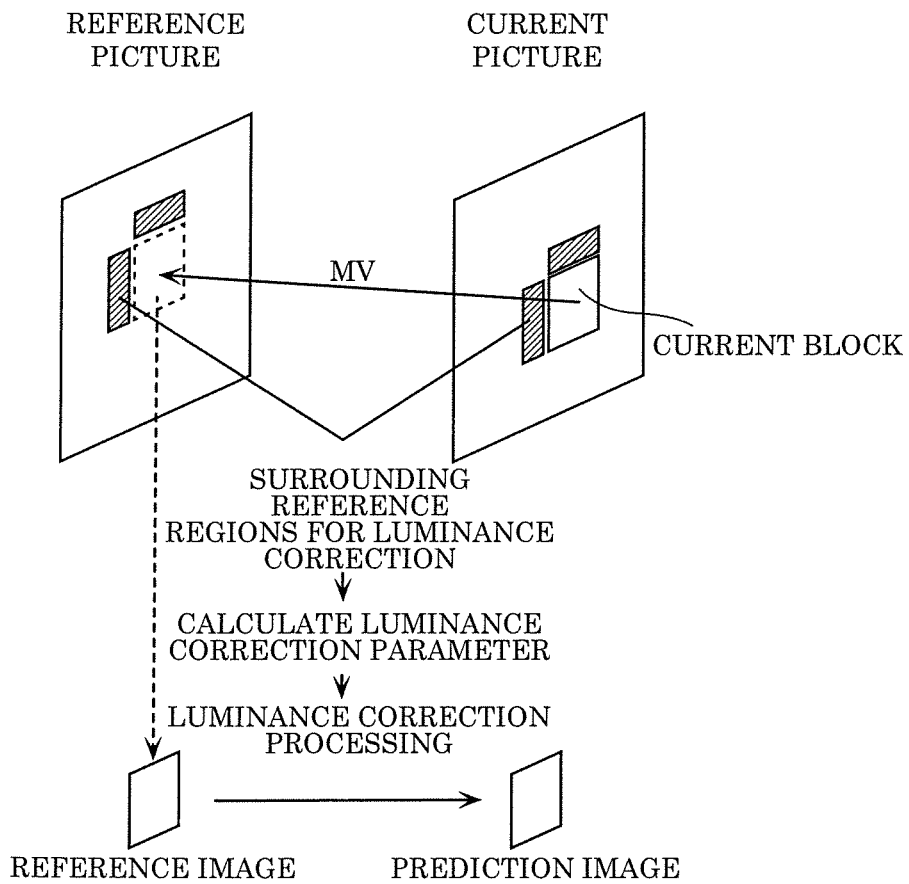 REFERENCE
PICTURE
CURRENT
PICTURE
MV
CURRENT BLOCK
SURROUNDING
REFERENCE
REGIONS FOR LUMINANCE
CORRECTION
CALCULATE LUMINANCE
CORRECTION PARAMETER
LUMINANCE CORRECTION
PROCESSING
REFERENCE IMAGE
PREDICTION IMAGE